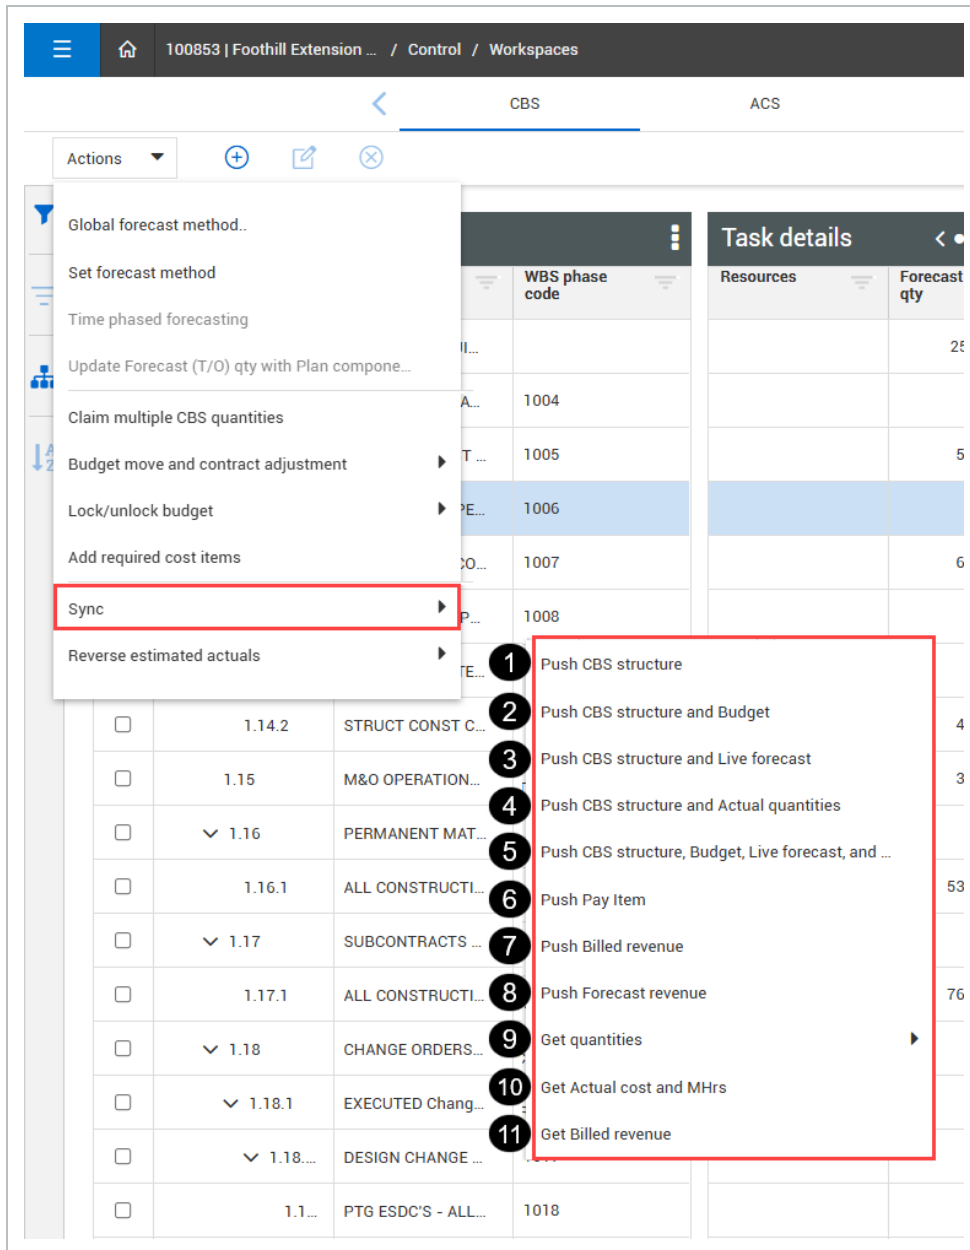 100853 | Foothill Extension ... / Control / Workspaces
CBS ACS
Actions
Global forecast method..
Set forecast method
Time phased forecasting
Update Forecast (T/O) qty with Plan compone...
Claim multiple CBS quantities
Budget move and contract adjustment
Lock/unlock budget
Add required cost items
Sync
Reverse estimated actuals
Task details
WBS phase
code
Resources
Forecast
qty
25
1004
1005 5
1006
1007 6
1008
1 Push CBS structure
2 Push CBS structure and Budget
3 Push CBS structure and Live forecast
4 Push CBS structure and Actual quantities
5 Push CBS structure, Budget, Live forecast, and ...
6 Push Pay Item
7 Push Billed revenue
8 Push Forecast revenue
9 Get quantities
10 Get Actual cost and MHrs
11 Get Billed revenue
1.14.2 STRUCT CONST C... 4
1.15 M&O OPERATION... 3
1.16 PERMANENT MAT...
1.16.1 ALL CONSTRUCTI... 53
1.17 SUBCONTRACTS ...
1.17.1 ALL CONSTRUCTI... 76
1.18 CHANGE ORDERS...
1.18.1 EXECUTED Chang...
1.18.... DESIGN CHANGE ...
1.1... PTG ESDC'S - ALL... 1018